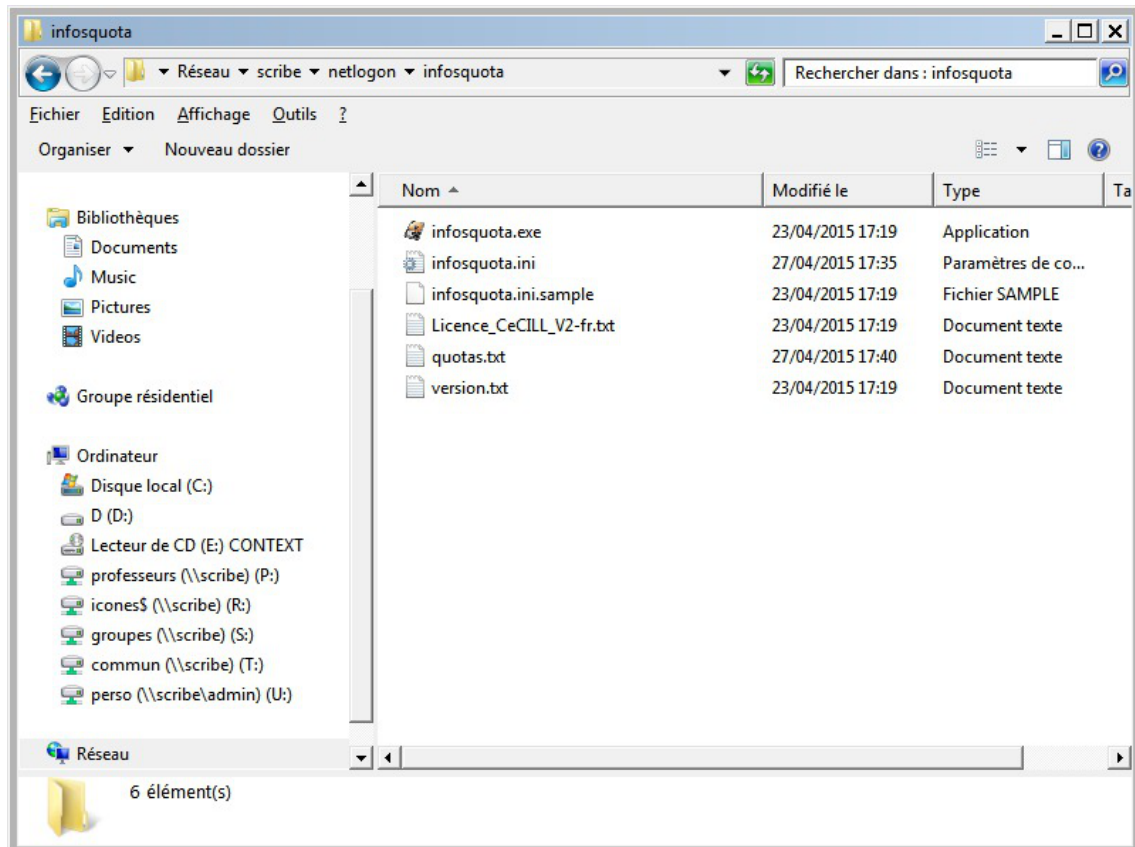 infosquota
Réseau scribe netlogon infosquota
Rechercher dans : infosquota
Fichier Edition Affichage Outils ?
Organiser Nouveau dossier
Bibliothèques
Documents
Music
Pictures
Videos
Groupe résidentiel
Ordinateur
Disque local (C:)
D (D:)
Lecteur de CD (E:) CONTEXT
professeurs (\\scribe) (P:)
icones$ (\\scribe) (R:)
groupes (\\scribe) (S:)
commun (\\scribe) (T:)
perso (\\scribe\admin) (U:)
Réseau
Nom Modifié le Type Ta
infosquota.exe 23/04/2015 17:19 Application
infosquota.ini 27/04/2015 17:35 Paramètres de co...
infosquota.ini.sample 23/04/2015 17:19 Fichier SAMPLE
Licence_CeCILL_V2-fr.txt 23/04/2015 17:19 Document texte
quotas.txt 27/04/2015 17:40 Document texte
version.txt 23/04/2015 17:19 Document texte
6 élément(s)